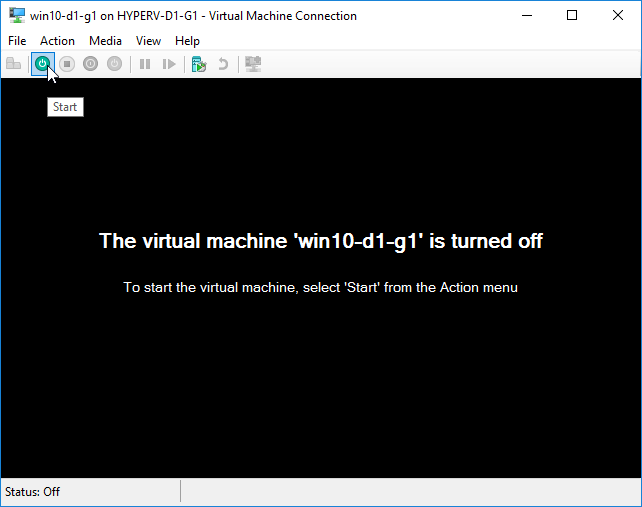 win10-d1-g1 on HYPERV-D1-G1 - Virtual Machine Connection
File Action Media View Help
Start
The virtual machine 'win10-d1-g1' is turned off
To start the virtual machine, select 'Start' from the Action menu
Status: Off